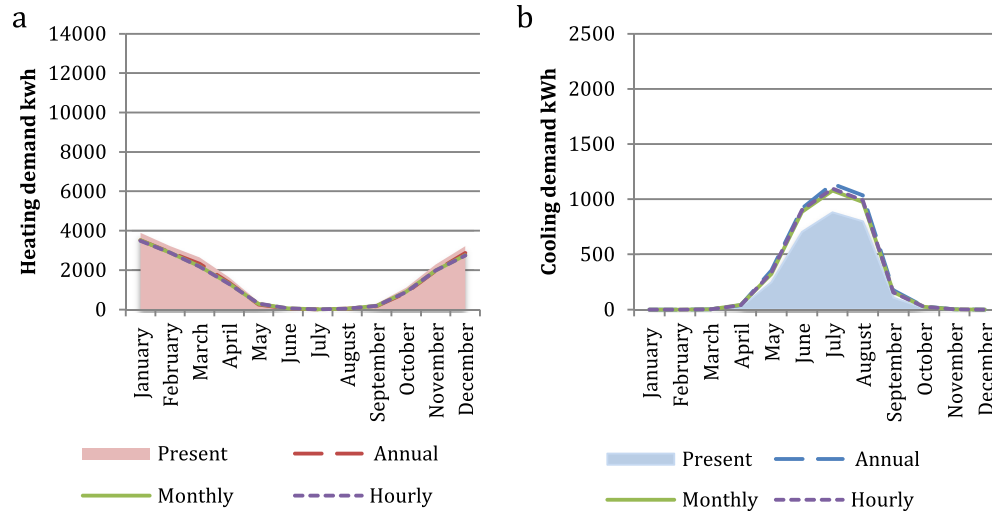 a
Heating demand kwh
14000
12000
10000
8000
6000
4000
2000
0
January
February
March
April
May
June
July
August
September
October
November
December
Present
Annual
Monthly
Hourly
b
Cooling demand kWh
2500
2000
1500
1000
500
0
January
February
March
April
May
June
July
August
September
October
November
December
Present
Annual
Monthly
Hourly